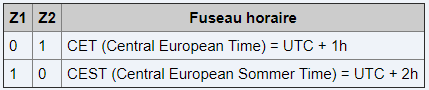 Z1 Z2 Fuseau horaire
0 1 CET (Central European Time) = UTC + 1h
1 0 CEST (Central European Sommer Time) = UTC + 2h